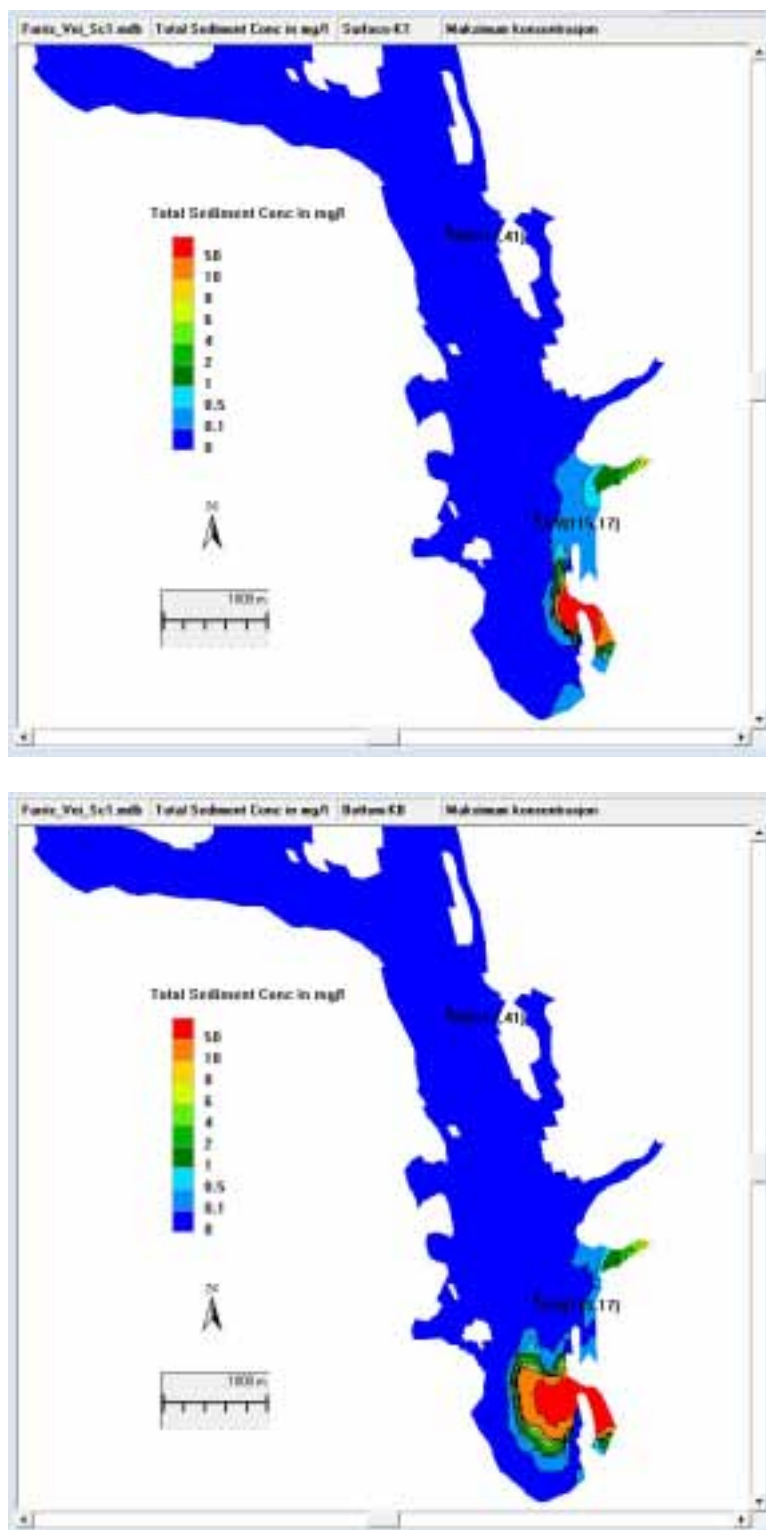 Total Sediment Conc in mg/l Surface-KT Maksimum konsentrasjon
Total Sediment Conc in mg/l
50
10
8
6
4
2
1
0.5
0.1
0
N
1000 m
Total Sediment Conc in mg/l Bottom-KB Maksimum konsentrasjon
Total Sediment Conc in mg/l
50
10
8
6
4
2
1
0.5
0.1
0
N
1000 m